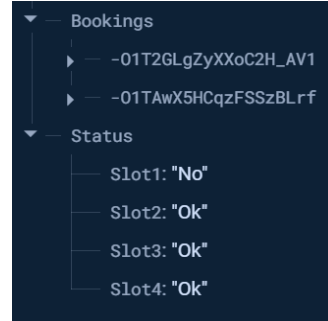 Bookings
-O1T2GLgZyXXoC2H_AV1
-O1TAwX5HCqzFSSzBLrf
Status
Slot1: "No"
Slot2: "Ok"
Slot3: "Ok"
Slot4: "Ok"